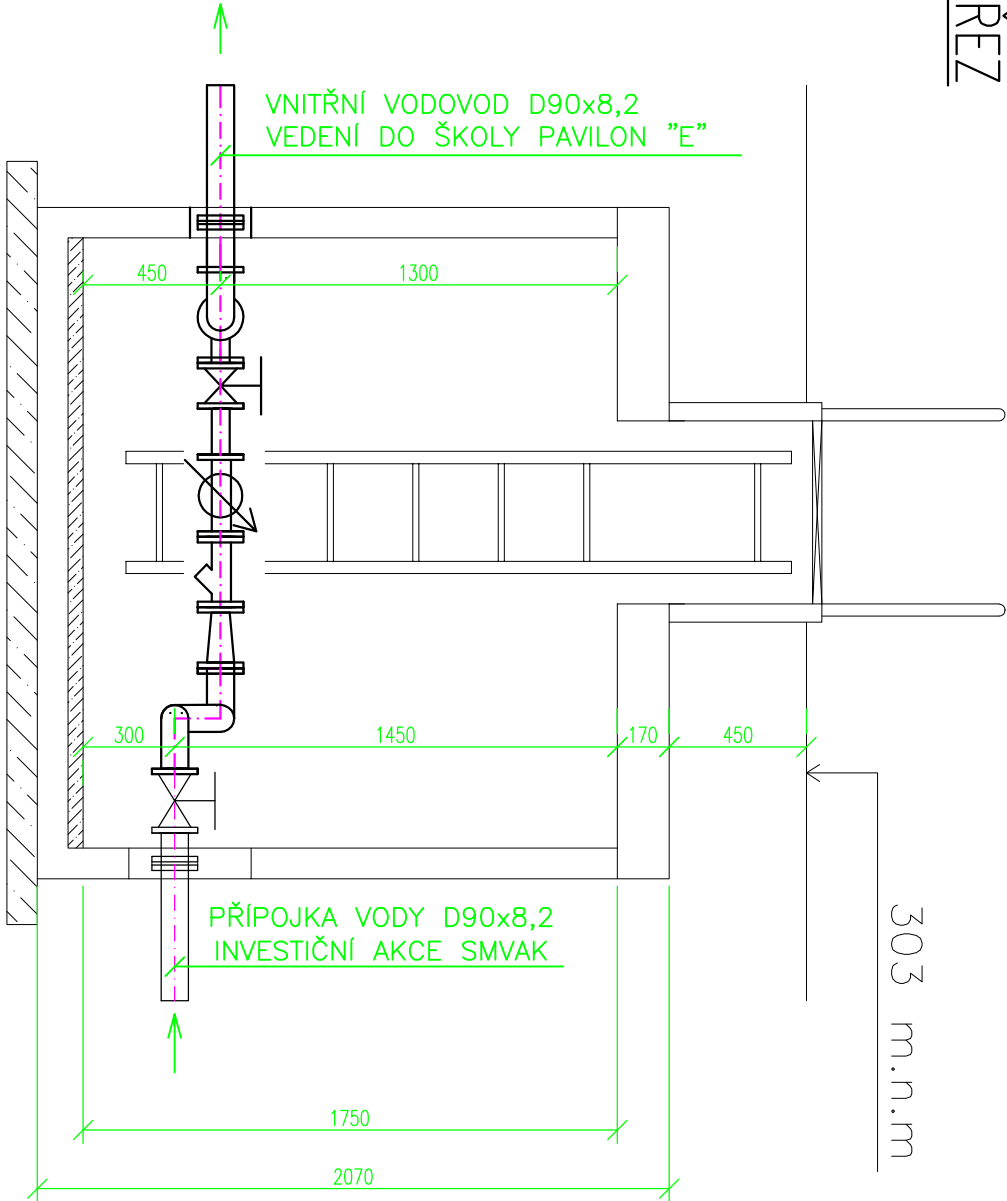 ŘEZ
VNITŘNÍ VODOVOD D90x8,2
VEDENÍ DO ŠKOLY PAVILON "E"
450
1300
300
1450
170
450
303 m.n.m
PŘÍPOJKA VODY D90x8,2
INVESTIČNÍ AKCE SMVAK
1750
2070